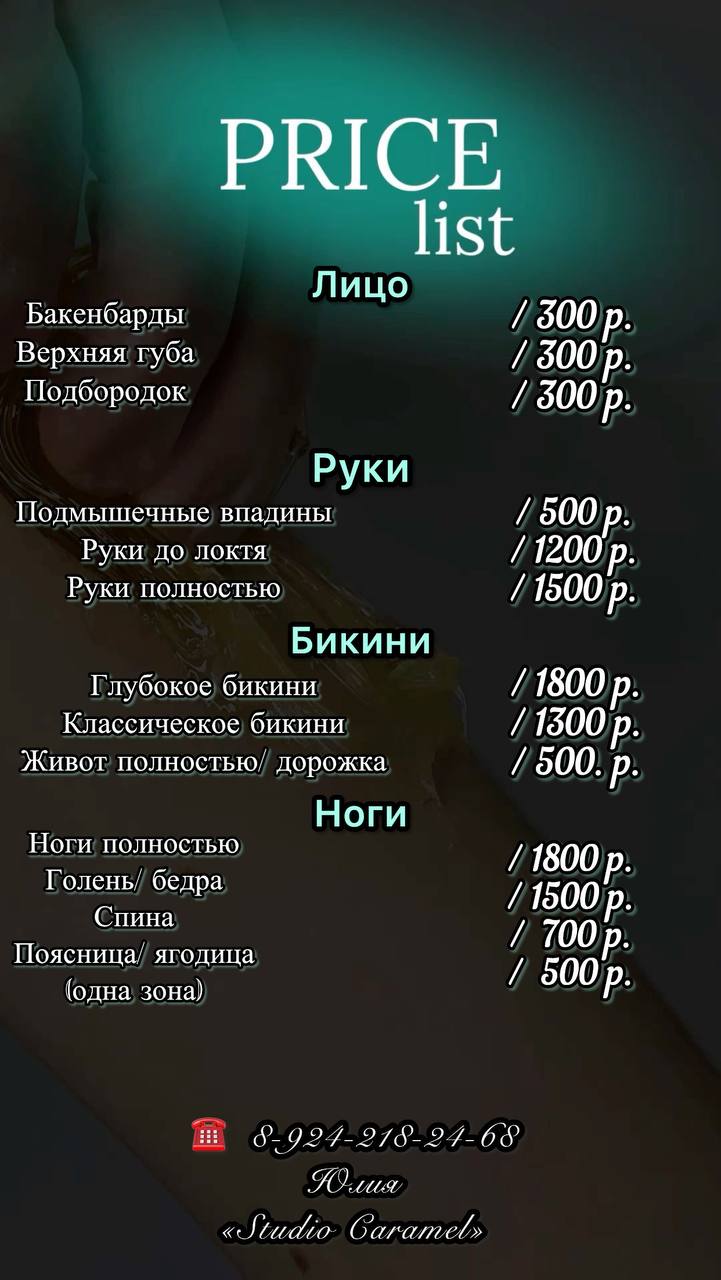 PRICE
list
Лицо
Бакенбарды / 300 р.
Верхняя губа / 300 р.
Подбородок / 300 р.
Руки
Подмышечные впадины / 500 р.
Руки до локтя / 1200 р.
Руки полностью / 1500 р.
Бикини
Глубокое бикини / 1800 р.
Классическое бикини / 1300 р.
Живот полностью/ дорожка / 500. р.
Ноги
Ноги полностью / 1800 р.
Голень/ бедра / 1500 р.
Спина / 700 р.
Поясница/ ягодица / 500 р.
(одна зона)
8-924-218-24-68
Юлия
«Studio Caramel»